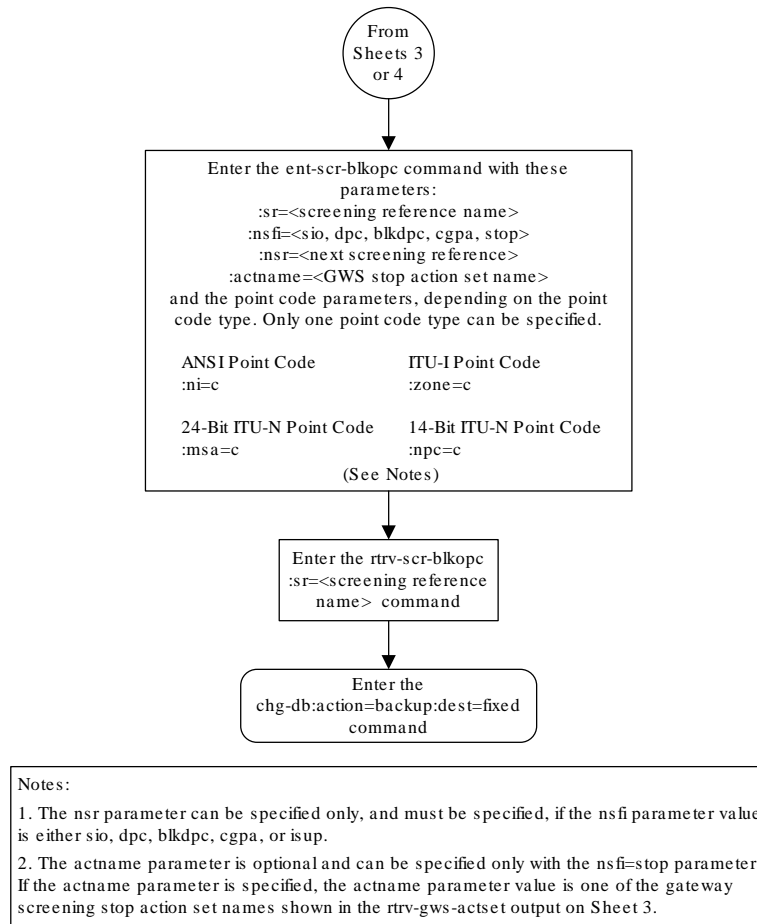 From
Sheets 3
or 4
Enter the ent-scr-blkopc command with these
parameters:
:sr=<screening reference name>
:nsfi=<sio, dpc, blkdpc, cgpa, stop>
:nsr=<next screening reference>
:actname=<GWS stop action set name>
and the point code parameters, depending on the point
code type. Only one point code type can be specified.
ANSI Point Code
:ni=c
ITU-I Point Code
:zone=c
24-Bit ITU-N Point Code
:msa=c
14-Bit ITU-N Point Code
:npc=c
(See Notes)
Enter the rtrv-scr-blkopc
:sr=<screening reference
name> command
Enter the
chg-db:action=backup:dest=fixed
command
Notes:
1. The nsr parameter can be specified only, and must be specified, if the nsfi parameter value
is either sio, dpc, blkdpc, cgpa, or isup.
2. The actname parameter is optional and can be specified only with the nsfi=stop parameter
If the actname parameter is specified, the actname parameter value is one of the gateway
screening stop action set names shown in the rtrv-gws-actset output on Sheet 3.